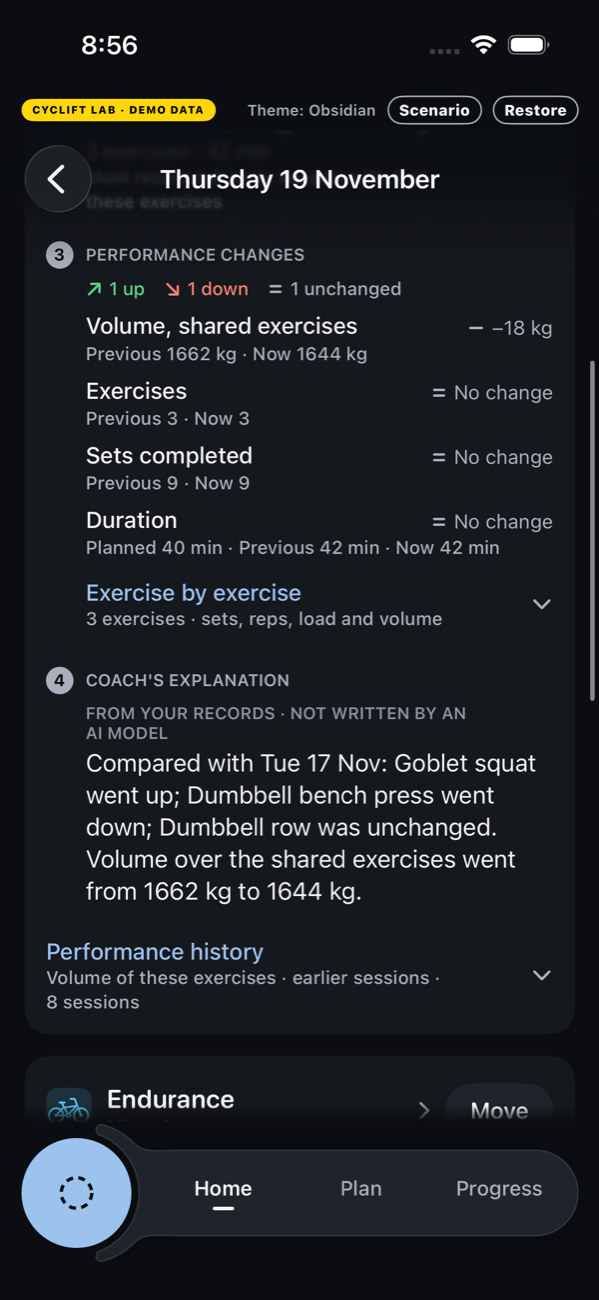 8:56
CYCLIFT LAB · DEMO DATA
Theme: Obsidian
Scenario
Restore
3 exercises · 42 min
Thursday 19 November
these exercises
3 PERFORMANCE CHANGES
↗ 1 up ↘ 1 down = 1 unchanged
Volume, shared exercises – −18 kg
Previous 1662 kg · Now 1644 kg
Exercises = No change
Previous 3 · Now 3
Sets completed = No change
Previous 9 · Now 9
Duration = No change
Planned 40 min · Previous 42 min · Now 42 min
Exercise by exercise
3 exercises · sets, reps, load and volume
4 COACH'S EXPLANATION
FROM YOUR RECORDS · NOT WRITTEN BY AN
AI MODEL
Compared with Tue 17 Nov: Goblet squat
went up; Dumbbell bench press went
down; Dumbbell row was unchanged.
Volume over the shared exercises went
from 1662 kg to 1644 kg.
Performance history
Volume of these exercises · earlier sessions ·
8 sessions
Endurance
Move
Home
Plan
Progress